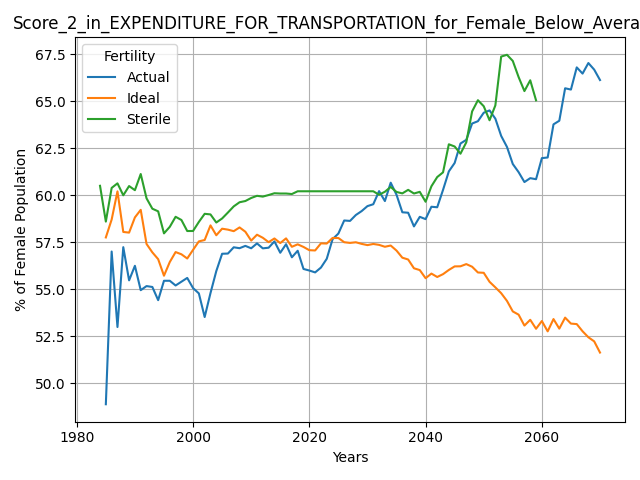 Score_2_in_EXPENDITURE_FOR_TRANSPORTATION_for_Female_Below_Avera
Fertility
Actual
Ideal
Sterile
% of Female Population
67.5
65.0
62.5
60.0
57.5
55.0
52.5
50.0
1980
2000
2020
2040
2060
Years